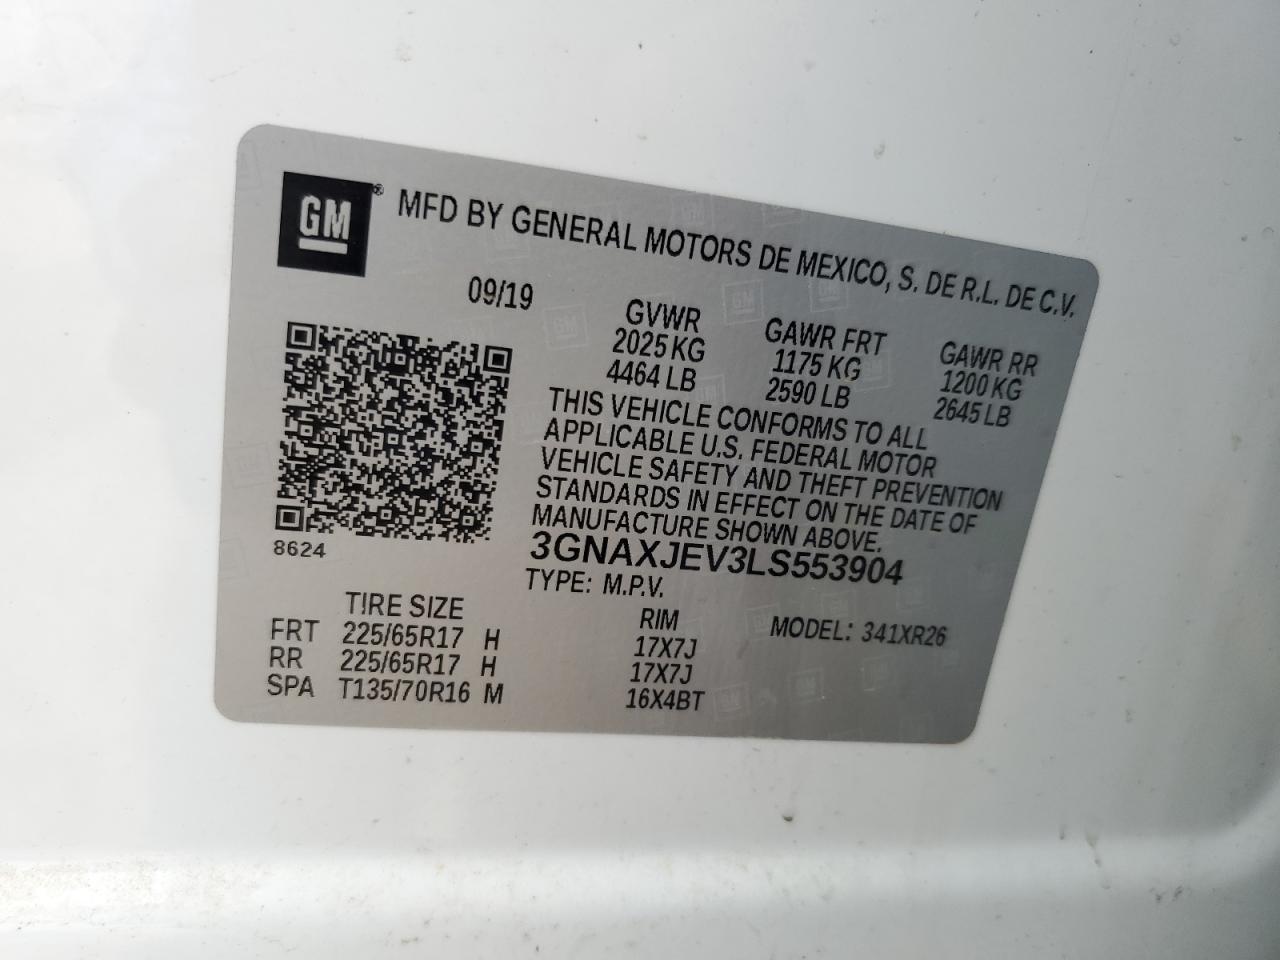 GM® MFD BY GENERAL MOTORS DE MEXICO, S. DE R.L. DE C.V.
09/19
GVWR GAWR FRT GAWR RR
2025 KG 1175 KG 1200 KG
4464 LB 2590 LB 2645 LB
THIS VEHICLE CONFORMS TO ALL
APPLICABLE U.S. FEDERAL MOTOR
VEHICLE SAFETY AND THEFT PREVENTION
STANDARDS IN EFFECT ON THE DATE OF
MANUFACTURE SHOWN ABOVE.
8624
3GNAXJEV3LS553904
TYPE: M.P.V.
TIRE SIZE RIM MODEL: 341XR26
FRT 225/65R17 H 17X7J
RR 225/65R17 H 17X7J
SPA T135/70R16 M 16X4BT